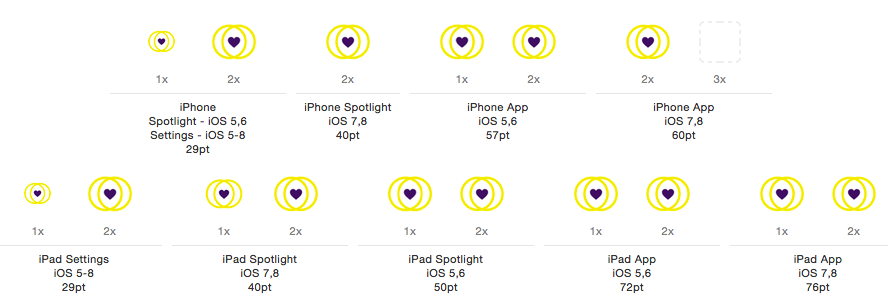 1x 2x 2x 1x 2x 2x 3x
iPhone
Spotlight - iOS 5,6
Settings - iOS 5-8
29pt
iPhone Spotlight
iOS 7,8
40pt
iPhone App
iOS 5,6
57pt
iPhone App
iOS 7,8
60pt
1x 2x 1x 2x 1x 2x 1x 2x 1x 2x
iPad Settings
iOS 5-8
29pt
iPad Spotlight
iOS 7,8
40pt
iPad Spotlight
iOS 5,6
50pt
iPad App
iOS 5,6
72pt
iPad App
iOS 7,8
76pt